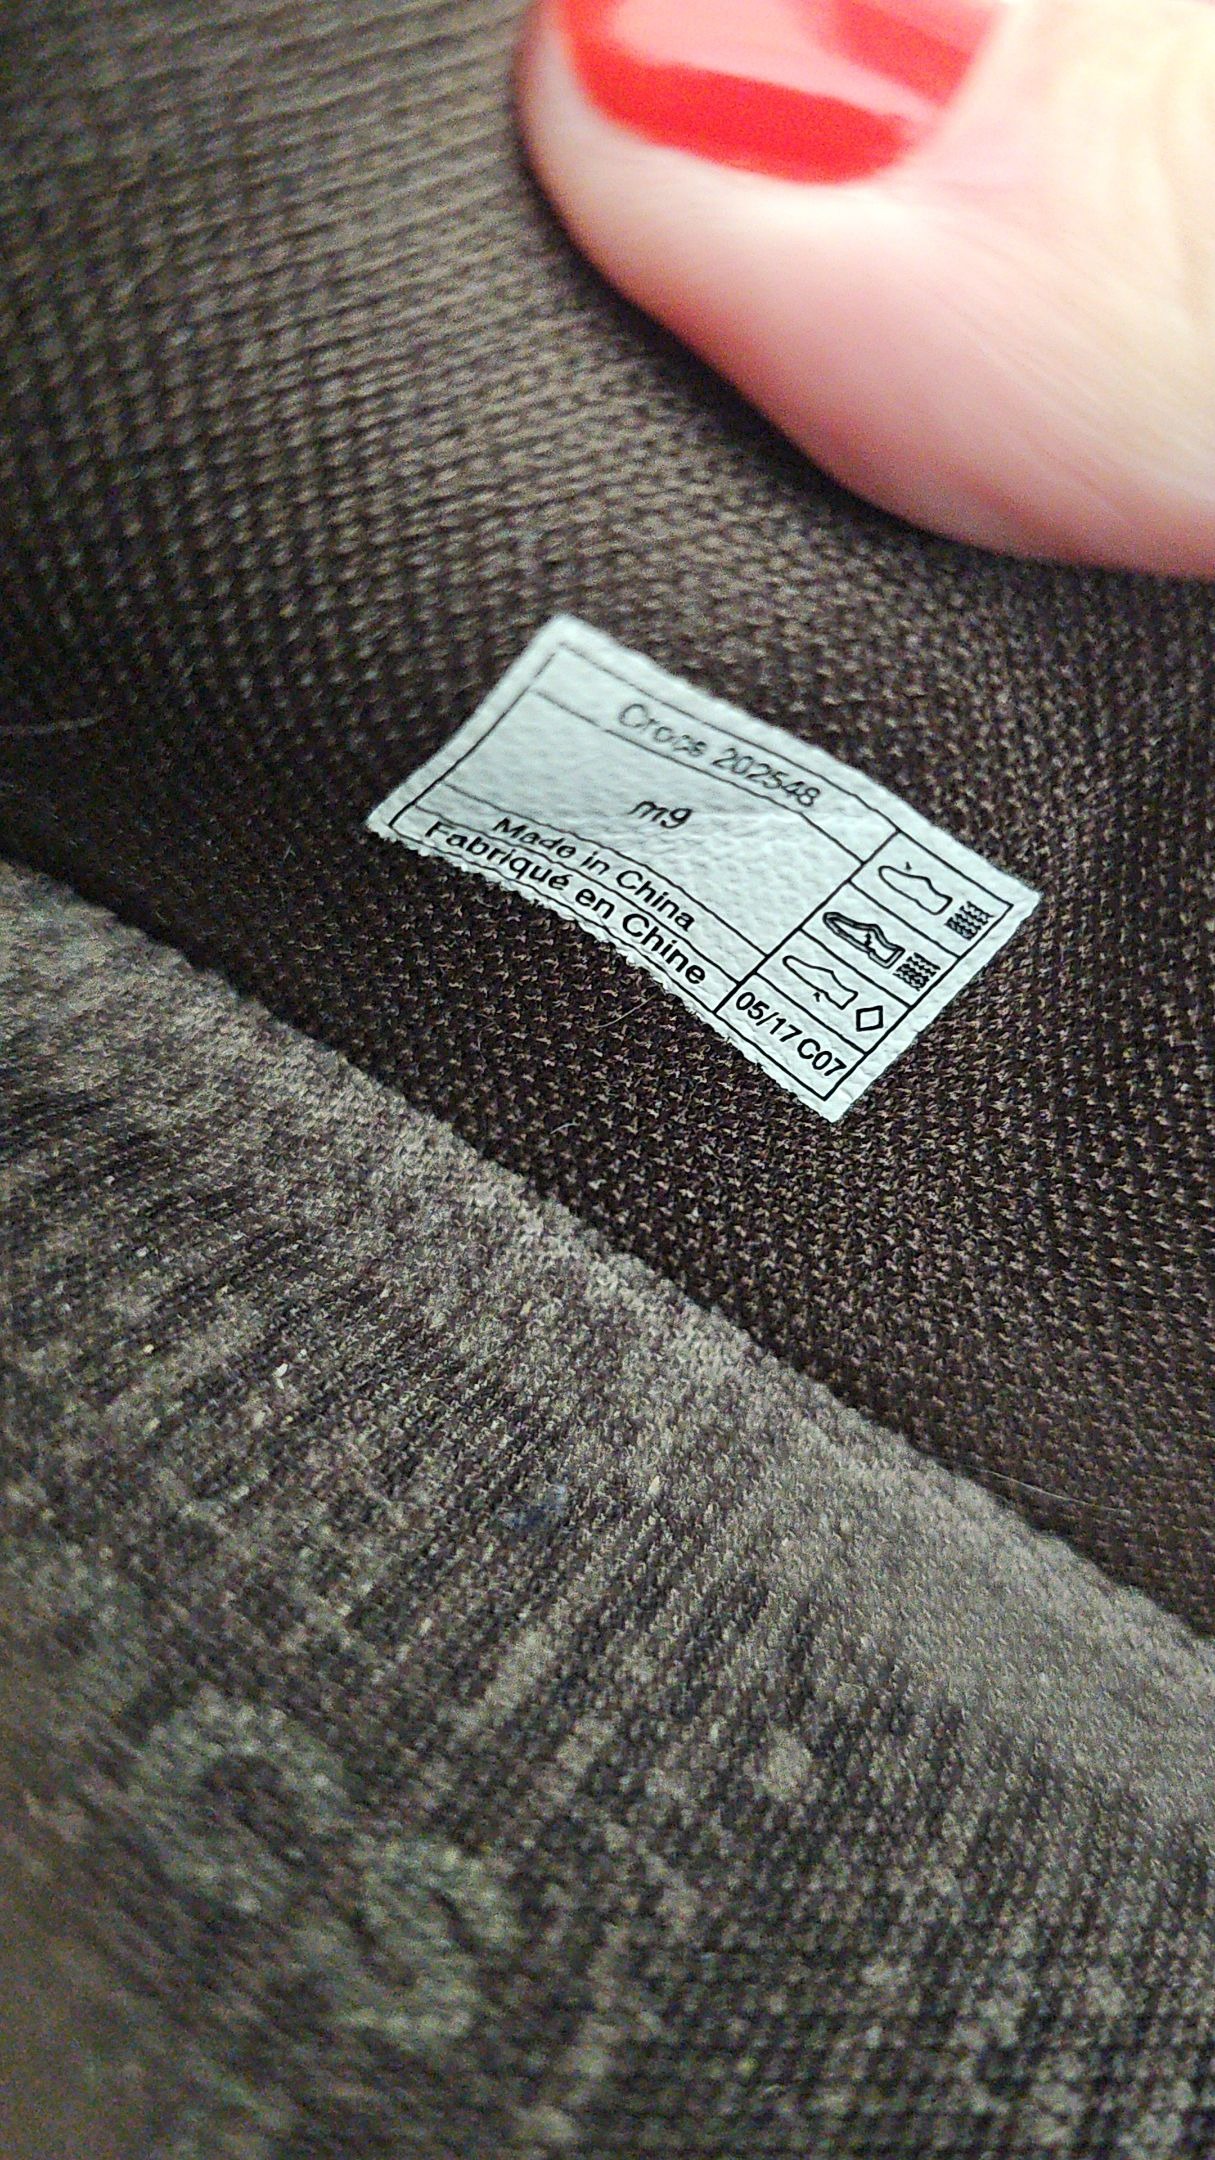 Crocs 202548
m9
Made in China
Fabriqué en Chine
05/17 C07